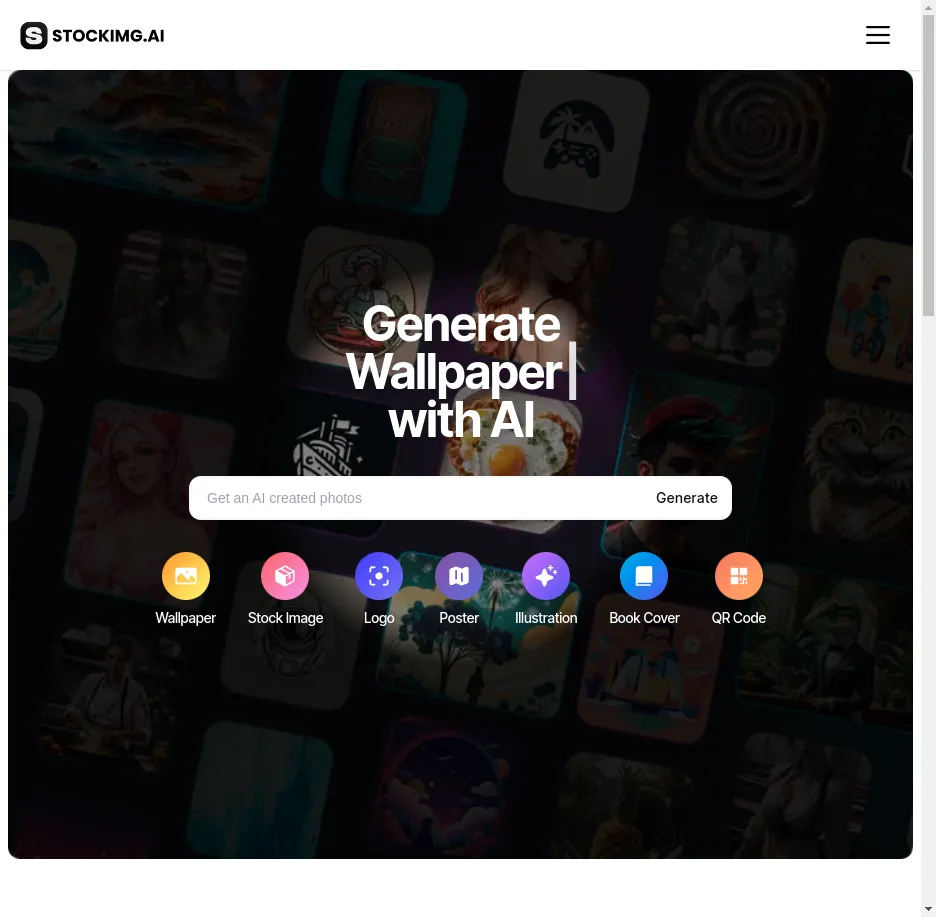 STOCKIMG.AI
Generate
Wallpaper|
with AI
Get an AI created photos
Generate
Wallpaper
Stock Image
Logo
Poster
Illustration
Book Cover
QR Code